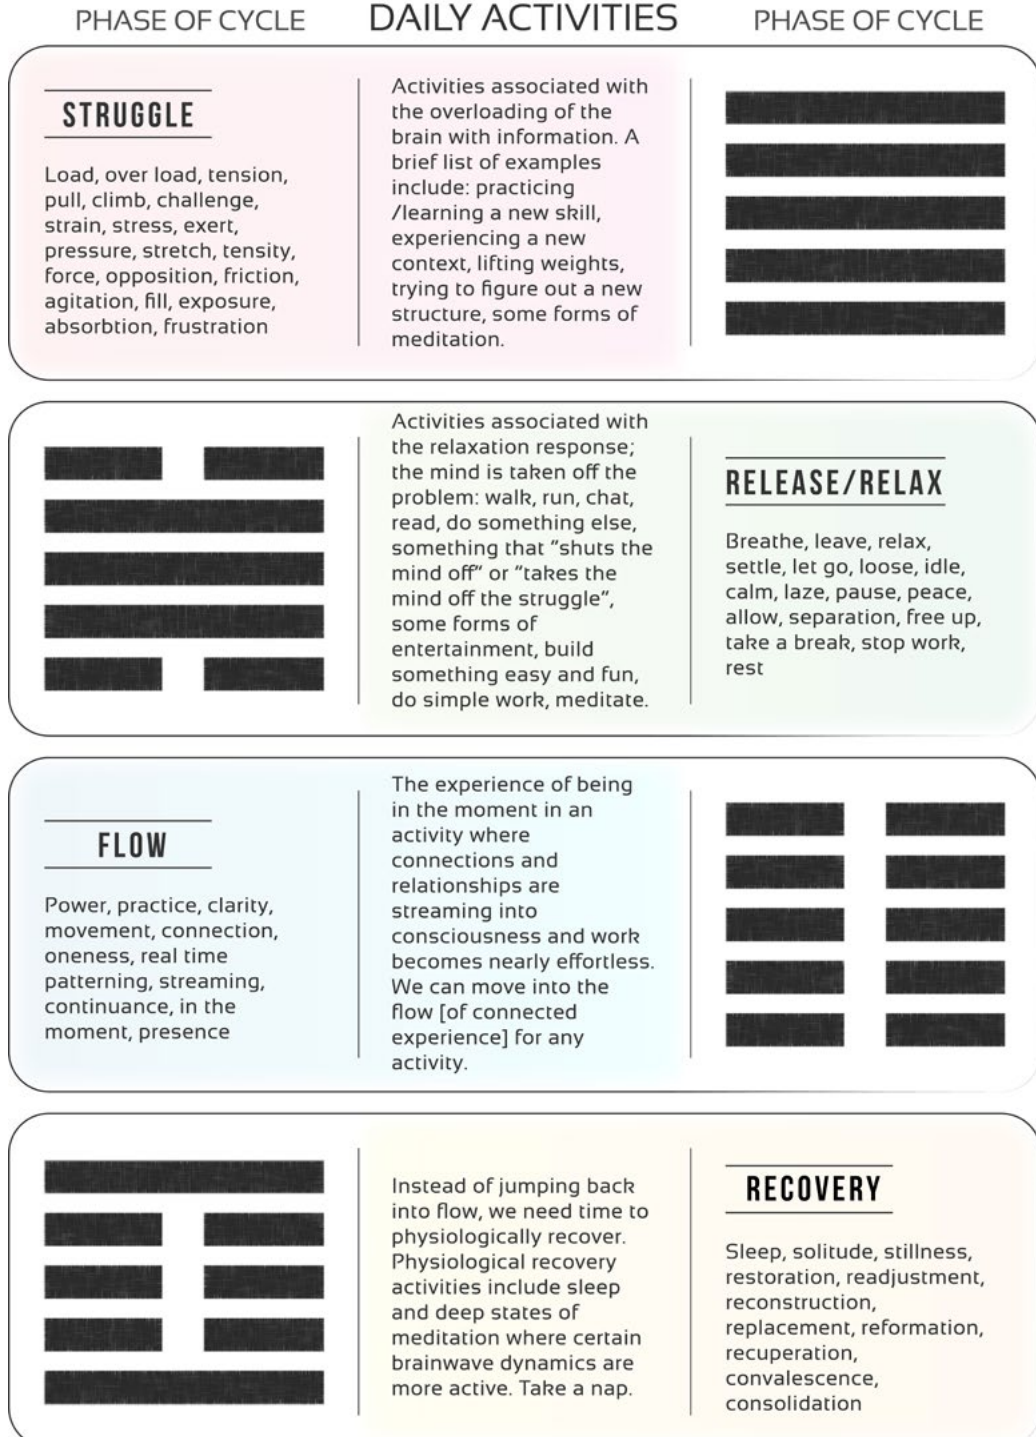 PHASE OF CYCLE
DAILY ACTIVITIES
PHASE OF CYCLE
STRUGGLE
Load, over load, tension,
pull, climb, challenge,
strain, stress, exert,
pressure, stretch, tensity,
force, opposition, friction,
agitation, fill, exposure,
absorbtion, frustration
Activities associated with
the overloading of the
brain with information. A
brief list of examples
include: practicing
/learning a new skill,
experiencing a new
context, lifting weights,
trying to figure out a new
structure, some forms of
meditation.
Activities associated with
the relaxation response;
the mind is taken off the
problem: walk, run, chat,
read, do something else,
something that "shuts the
mind off" or "takes the
mind off the struggle",
some forms of
entertainment, build
something easy and fun,
do simple work, meditate.
RELEASE/RELAX
Breathe, leave, relax,
settle, let go, loose, idle,
calm, laze, pause, peace,
allow, separation, free up,
take a break, stop work,
rest
FLOW
Power, practice, clarity,
movement, connection,
oneness, real time
patterning, streaming,
continuance, in the
moment, presence
The experience of being
in the moment in an
activity where
connections and
relationships are
streaming into
consciousness and work
becomes nearly effortless.
We can move into the
flow [of connected
experience] for any
activity.
Instead of jumping back
into flow, we need time to
physiologically recover.
Physiological recovery
activities include sleep
and deep states of
meditation where certain
brainwave dynamics are
more active. Take a nap.
RECOVERY
Sleep, solitude, stillness,
restoration, readjustment,
reconstruction,
replacement, reformation,
recuperation,
convalescence,
consolidation